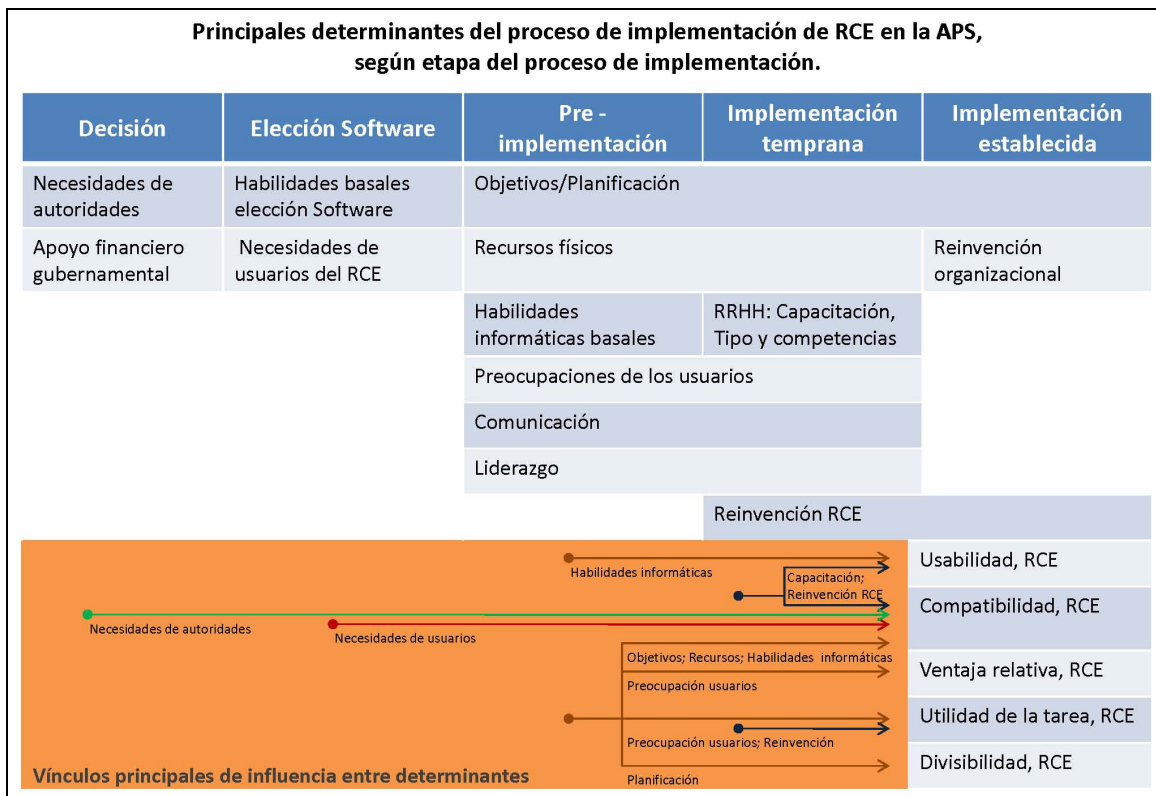 Principales determinantes del proceso de implementación de RCE en la APS,
según etapa del proceso de implementación.
Decisión
Elección Software
Pre -
implementación
Implementación
temprana
Implementación
establecida
Necesidades de
autoridades
Habilidades basales
elección Software
Objetivos/Planificación
Apoyo financiero
gubernamental
Necesidades de
usuarios del RCE
Recursos físicos
Reinvención
organizacional
Habilidades
informáticas basales
RRHH: Capacitación,
Tipo y competencias
Preocupaciones de los usuarios
Comunicación
Liderazgo
Reinvención RCE
Habilidades informáticas
Usabilidad, RCE
Capacitación;
Reinvención RCE
Compatibilidad, RCE
Necesidades de autoridades
Necesidades de usuarios
Objetivos; Recursos; Habilidades informáticas
Ventaja relativa, RCE
Preocupación usuarios
Utilidad de la tarea, RCE
Preocupación usuarios; Reinvención
Divisibilidad, RCE
Planificación
Vínculos principales de influencia entre determinantes